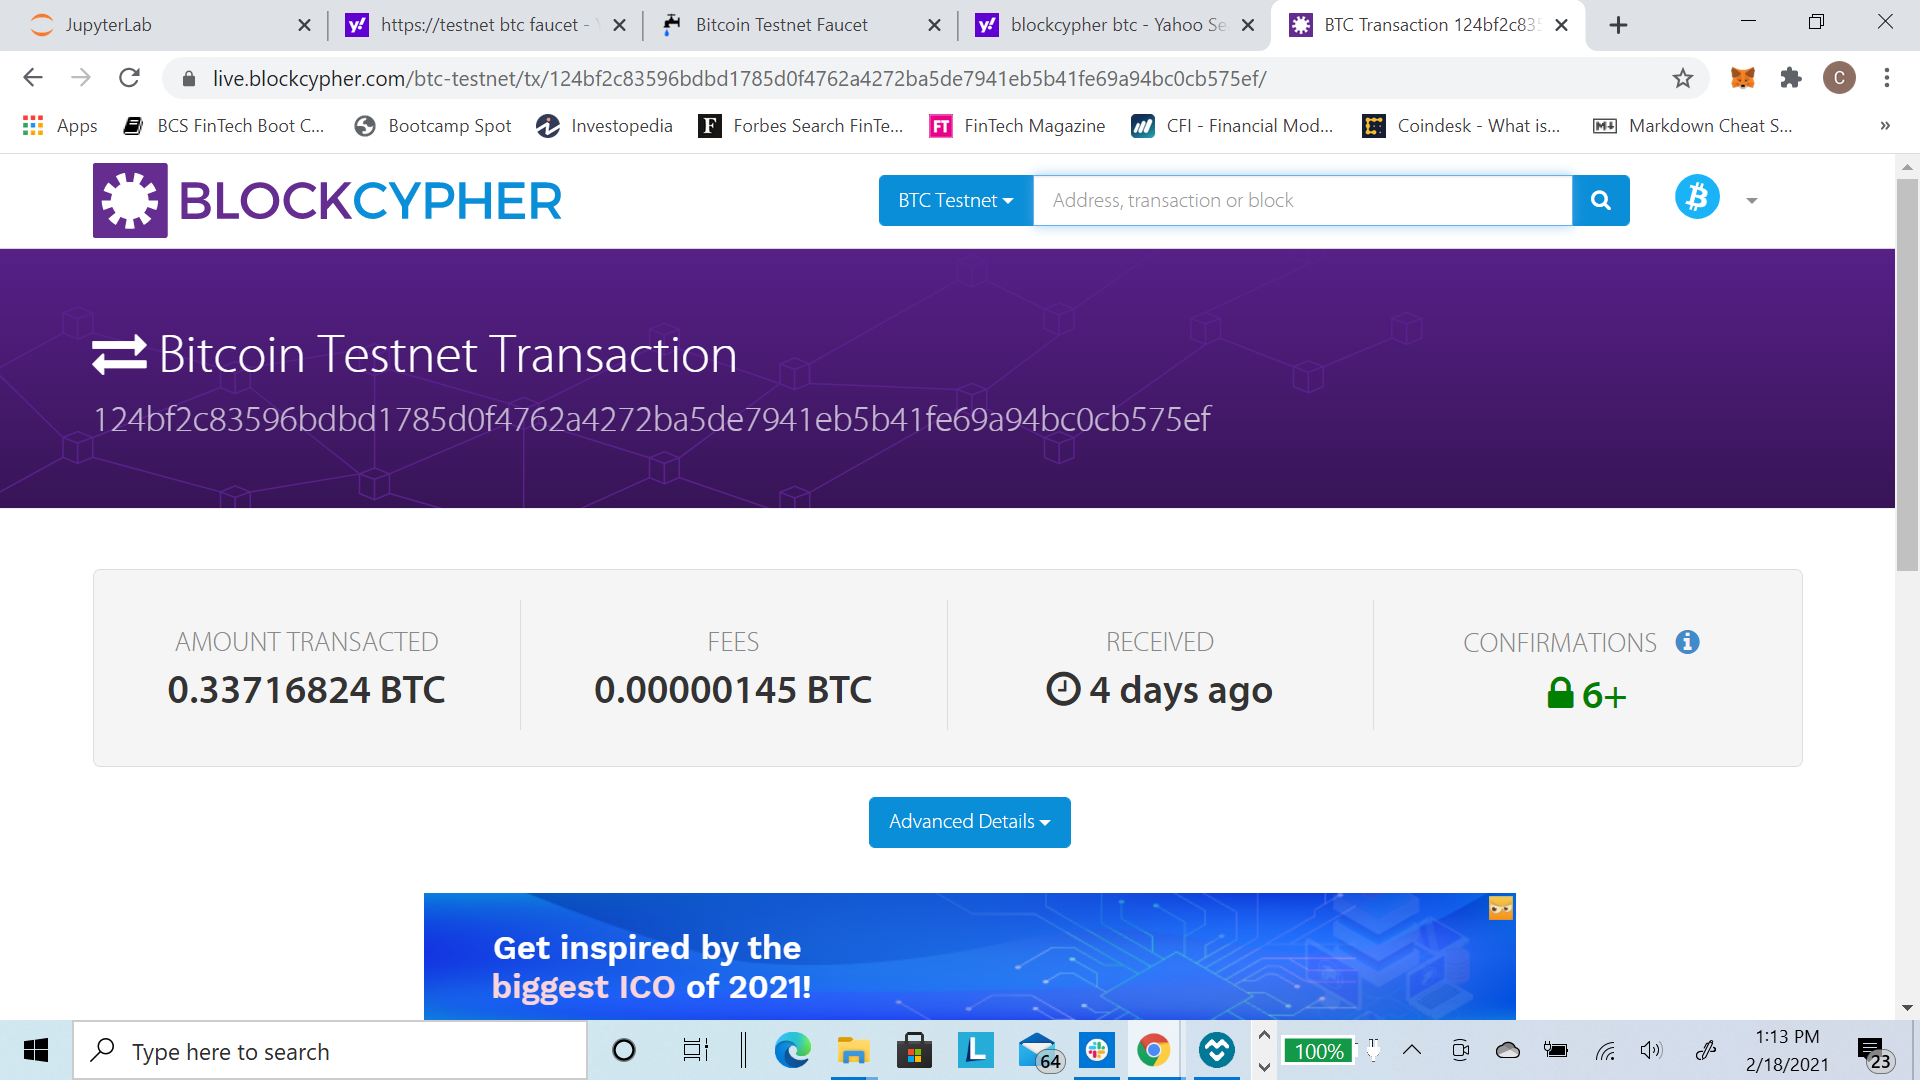 JupyterLab
https://testnet btc faucet -
Bitcoin Testnet Faucet
blockcypher btc - Yahoo Se
BTC Transaction 124bf2c835
live.blockcypher.com/btc-testnet/tx/124bf2c83596bdbd1785d0f4762a4272ba5de7941eb5b41fe69a94bc0cb575ef/
C
Apps
BCS FinTech Boot C...
Bootcamp Spot
Investopedia
F
Forbes Search FinTe...
FT
FinTech Magazine
CFI - Financial Mod...
Coindesk - What is...
Markdown Cheat S...
»
BLOCKCYPHER
BTC Testnet
Address, transaction or block
Bitcoin Testnet Transaction
124bf2c83596bdbd1785d0f4762a4272ba5de7941eb5b41fe69a94bc0cb575ef
AMOUNT TRANSACTED
0.33716824 BTC
FEES
0.00000145 BTC
RECEIVED
4 days ago
CONFIRMATIONS
6+
Advanced Details
Get inspired by the
biggest ICO of 2021!
Type here to search
L
64
100%
1:13 PM
2/18/2021
23